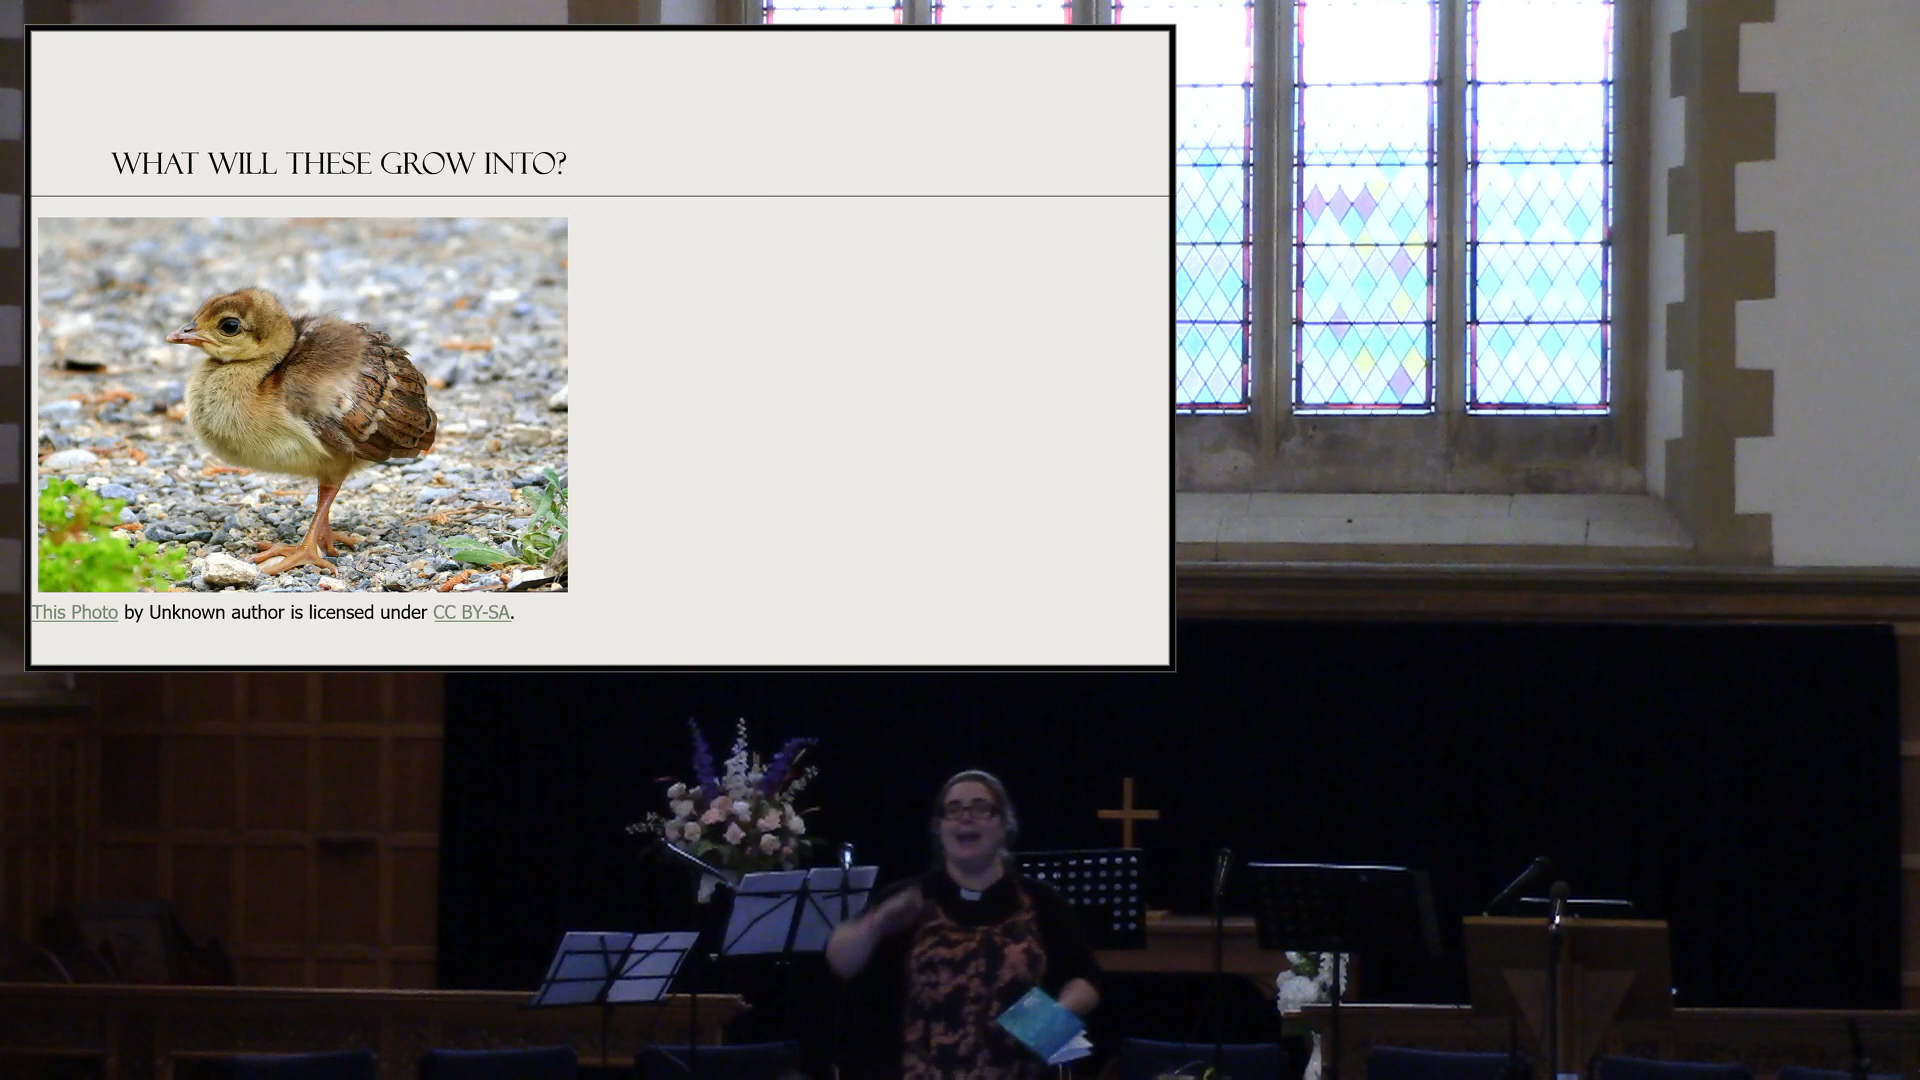 WHAT WILL THESE GROW INTO?
This Photo by Unknown author is licensed under CC BY-SA.